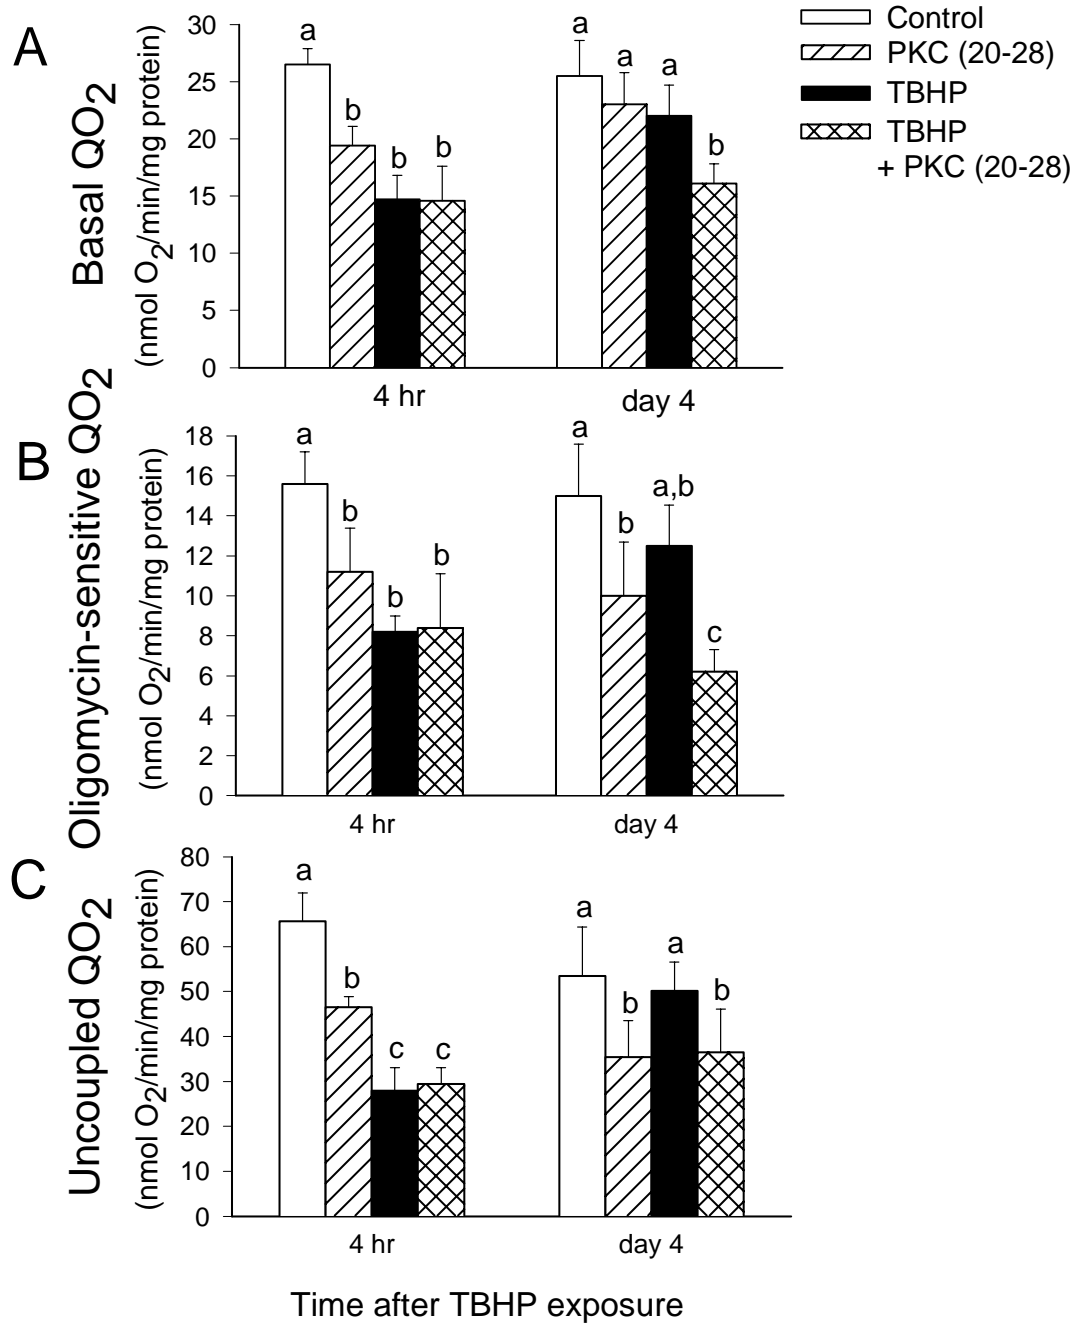 A
Basal QO2
(nmol O2/min/mg protein)
30
25
20
15
10
5
0
a
b
b
b
a
a
a
b
4 hr
day 4
Control
PKC (20-28)
TBHP
TBHP
+ PKC (20-28)
B
Oligomycin-sensitive QO2
(nmol O2/min/mg protein)
18
16
14
12
10
8
6
4
2
0
a
b
b
b
a
b
a,b
c
4 hr
day 4
C
Uncoupled QO2
(nmol O2/min/mg protein)
80
70
60
50
40
30
20
10
0
a
b
c
c
a
b
a
b
4 hr
day 4
Time after TBHP exposure